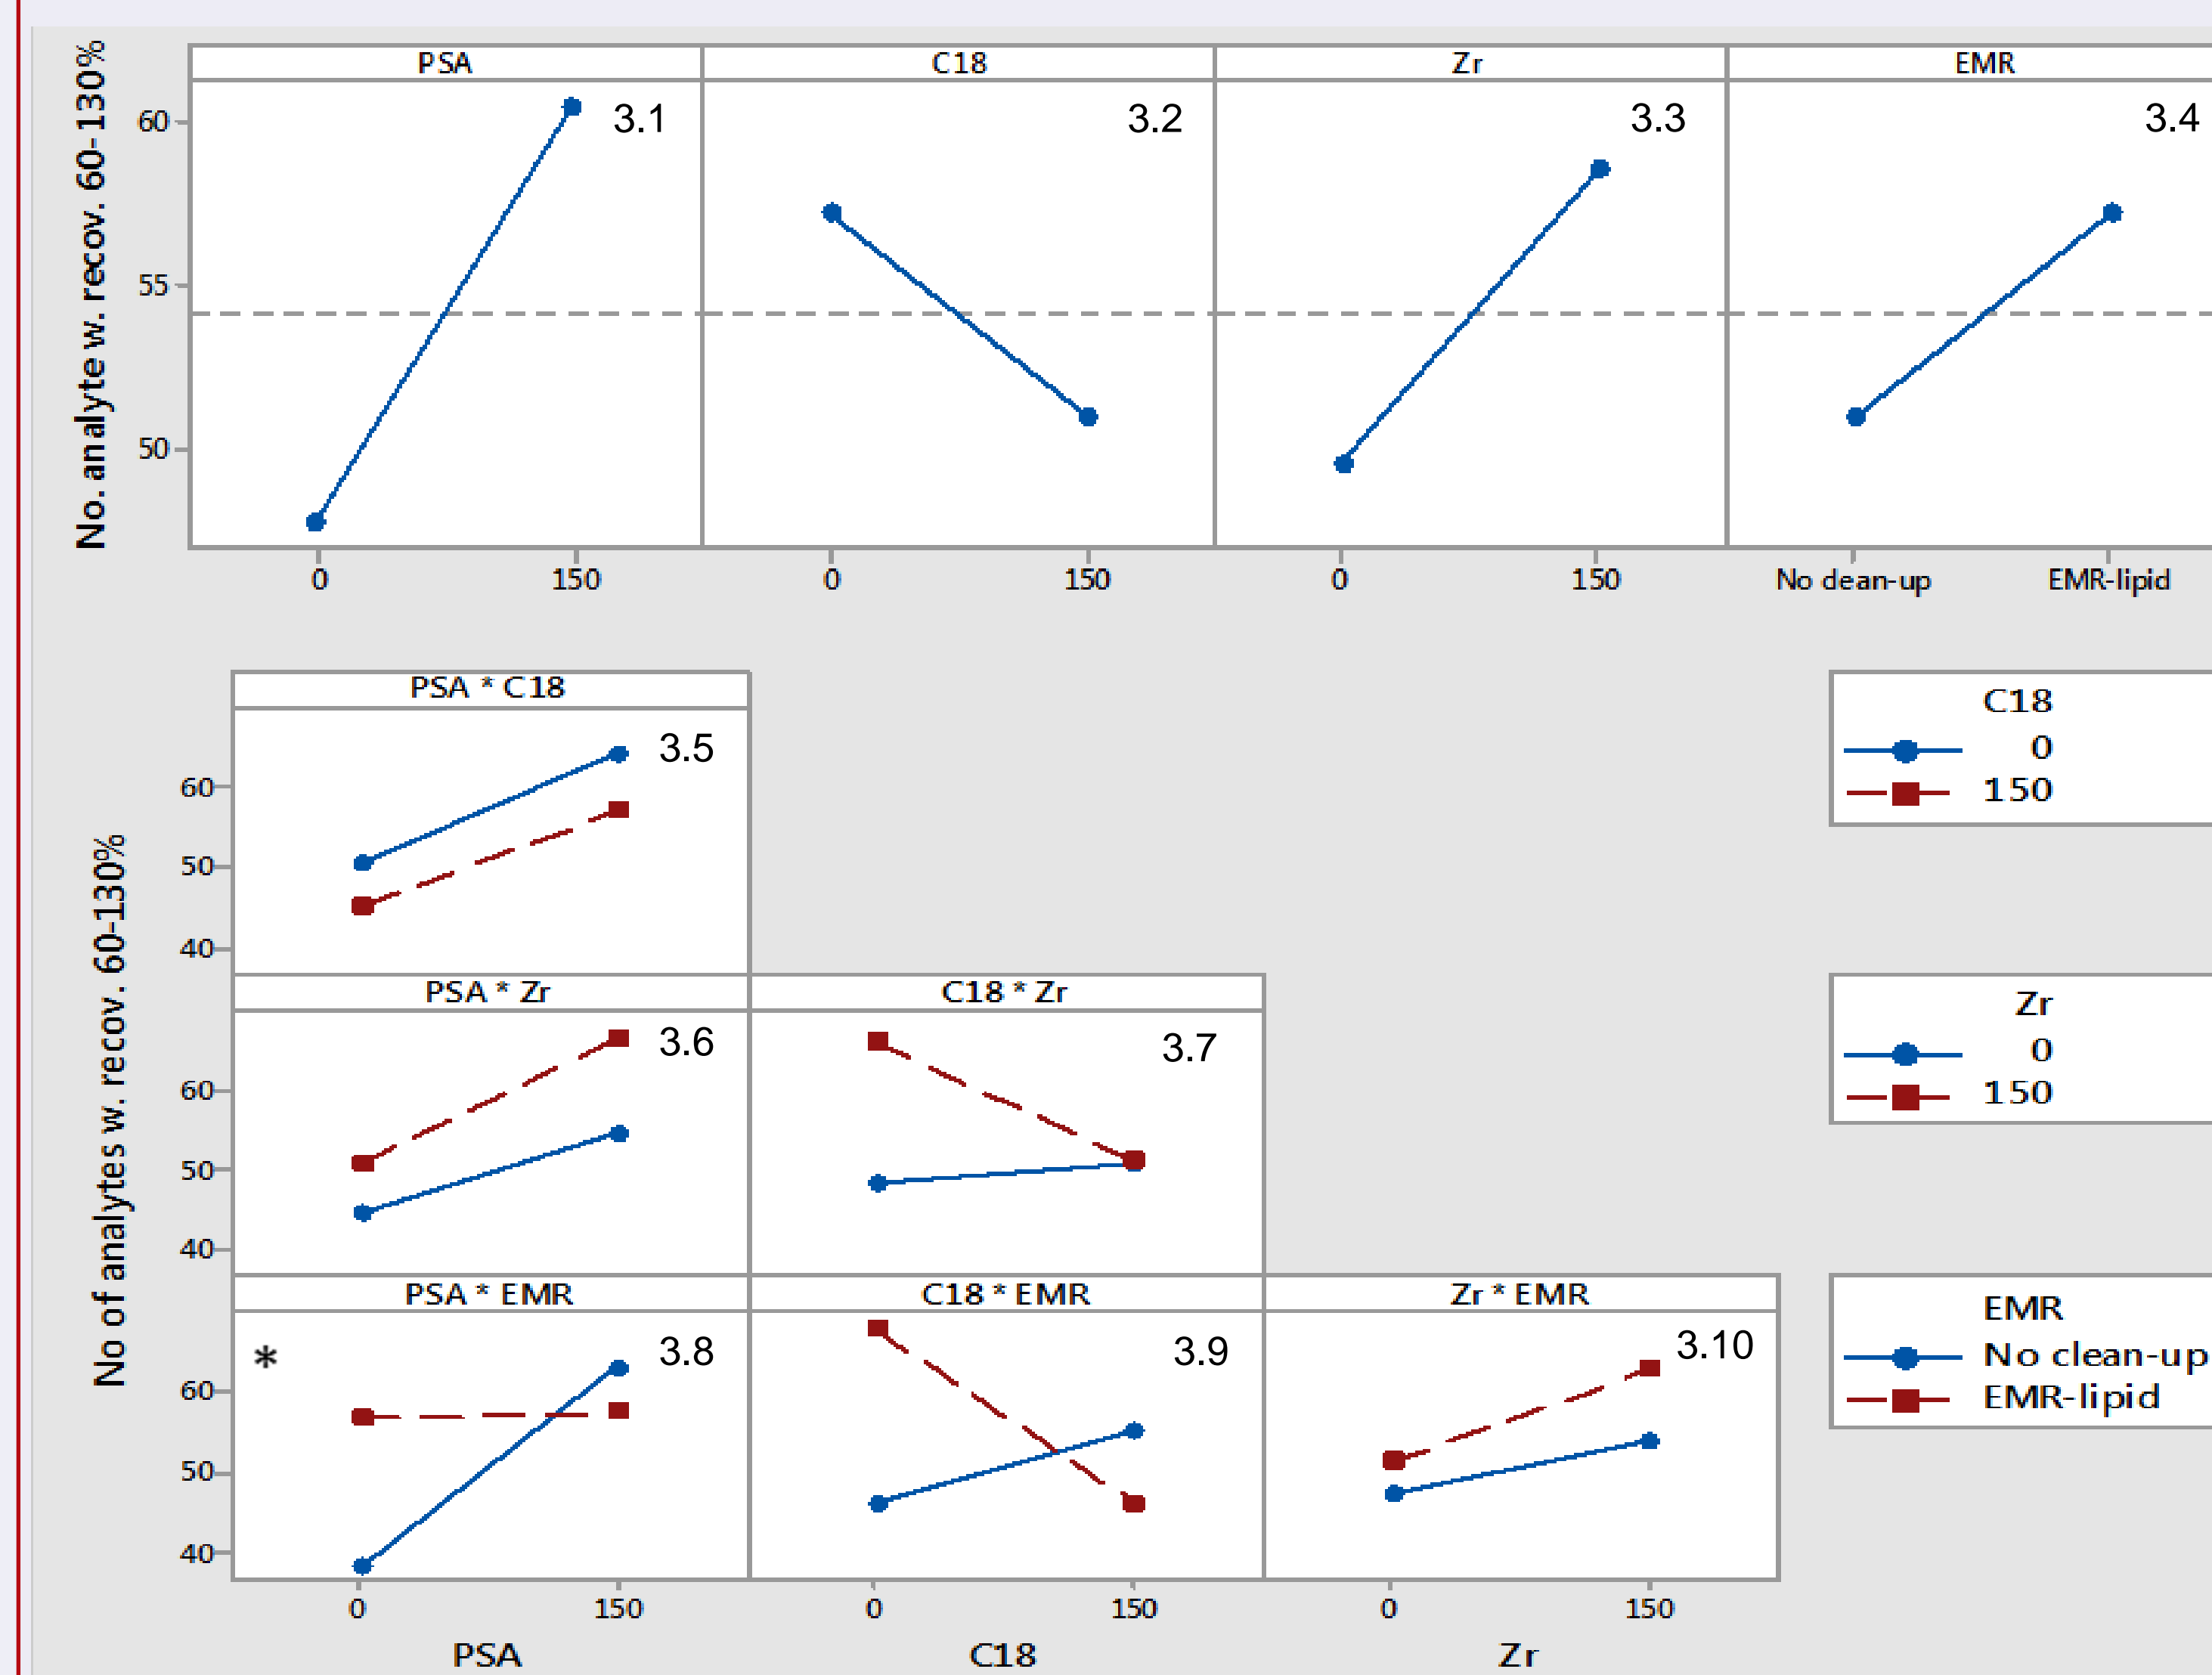 No. analyte w. recov. 60-130%
PSA C18 Zr EMR
3.1 3.2 3.3 3.4
60
55
50
0 150 0 150 0 150 No clean-up EMR-lipid
No of analytes w. recov. 60-130%
PSA * C18
3.5
60
50
40
C18
0
150
PSA * Zr C18 * Zr
3.6 3.7
60
50
40
Zr
0
150
PSA * EMR C18 * EMR Zr * EMR
* 3.8 3.9 3.10
60
50
40
EMR
No clean-up
EMR-lipid
0 150 0 150 0 150
PSA C18 Zr